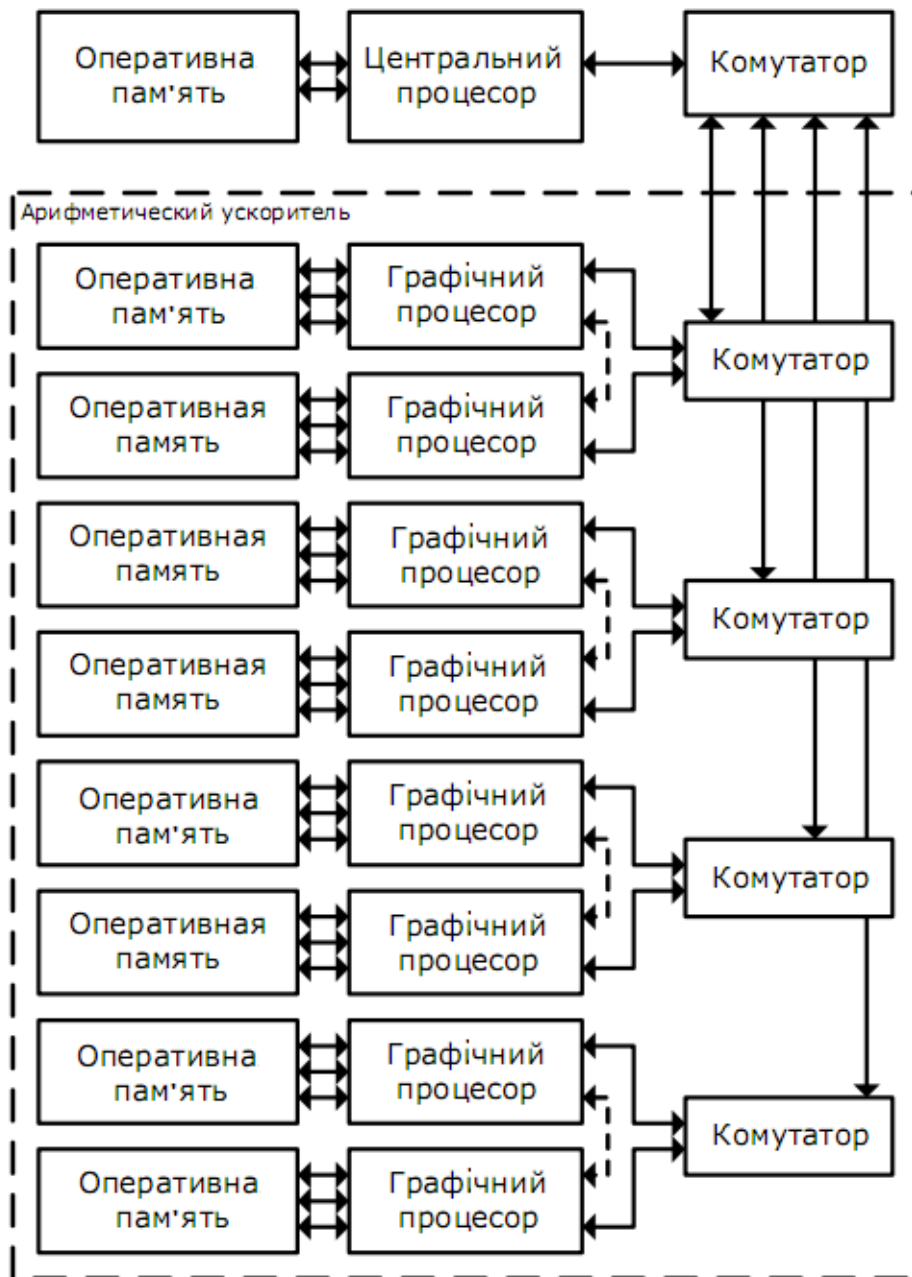 Оперативна
пам'ять
Центральний
процесор
Комутатор
Арифметический ускоритель
Оперативна
пам'ять
Графічний
процесор
Комутатор
Оперативная
память
Графічний
процесор
Оперативная
память
Графічний
процесор
Комутатор
Оперативная
память
Графічний
процесор
Оперативна
пам'ять
Графічний
процесор
Комутатор
Оперативная
память
Графічний
процесор
Оперативна
пам'ять
Графічний
процесор
Комутатор
Оперативна
пам'ять
Графічний
процесор